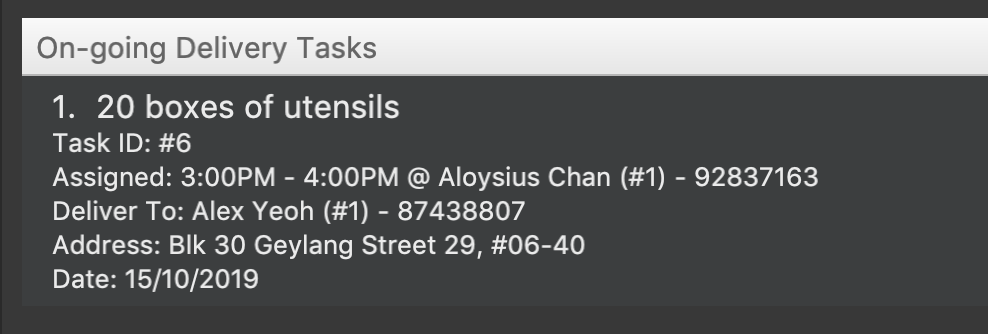 On-going Delivery Tasks
1. 20 boxes of utensils
Task ID: #6
Assigned: 3:00PM - 4:00PM @ Aloysius Chan (#1) - 92837163
Deliver To: Alex Yeoh (#1) - 87438807
Address: Blk 30 Geylang Street 29, #06-40
Date: 15/10/2019